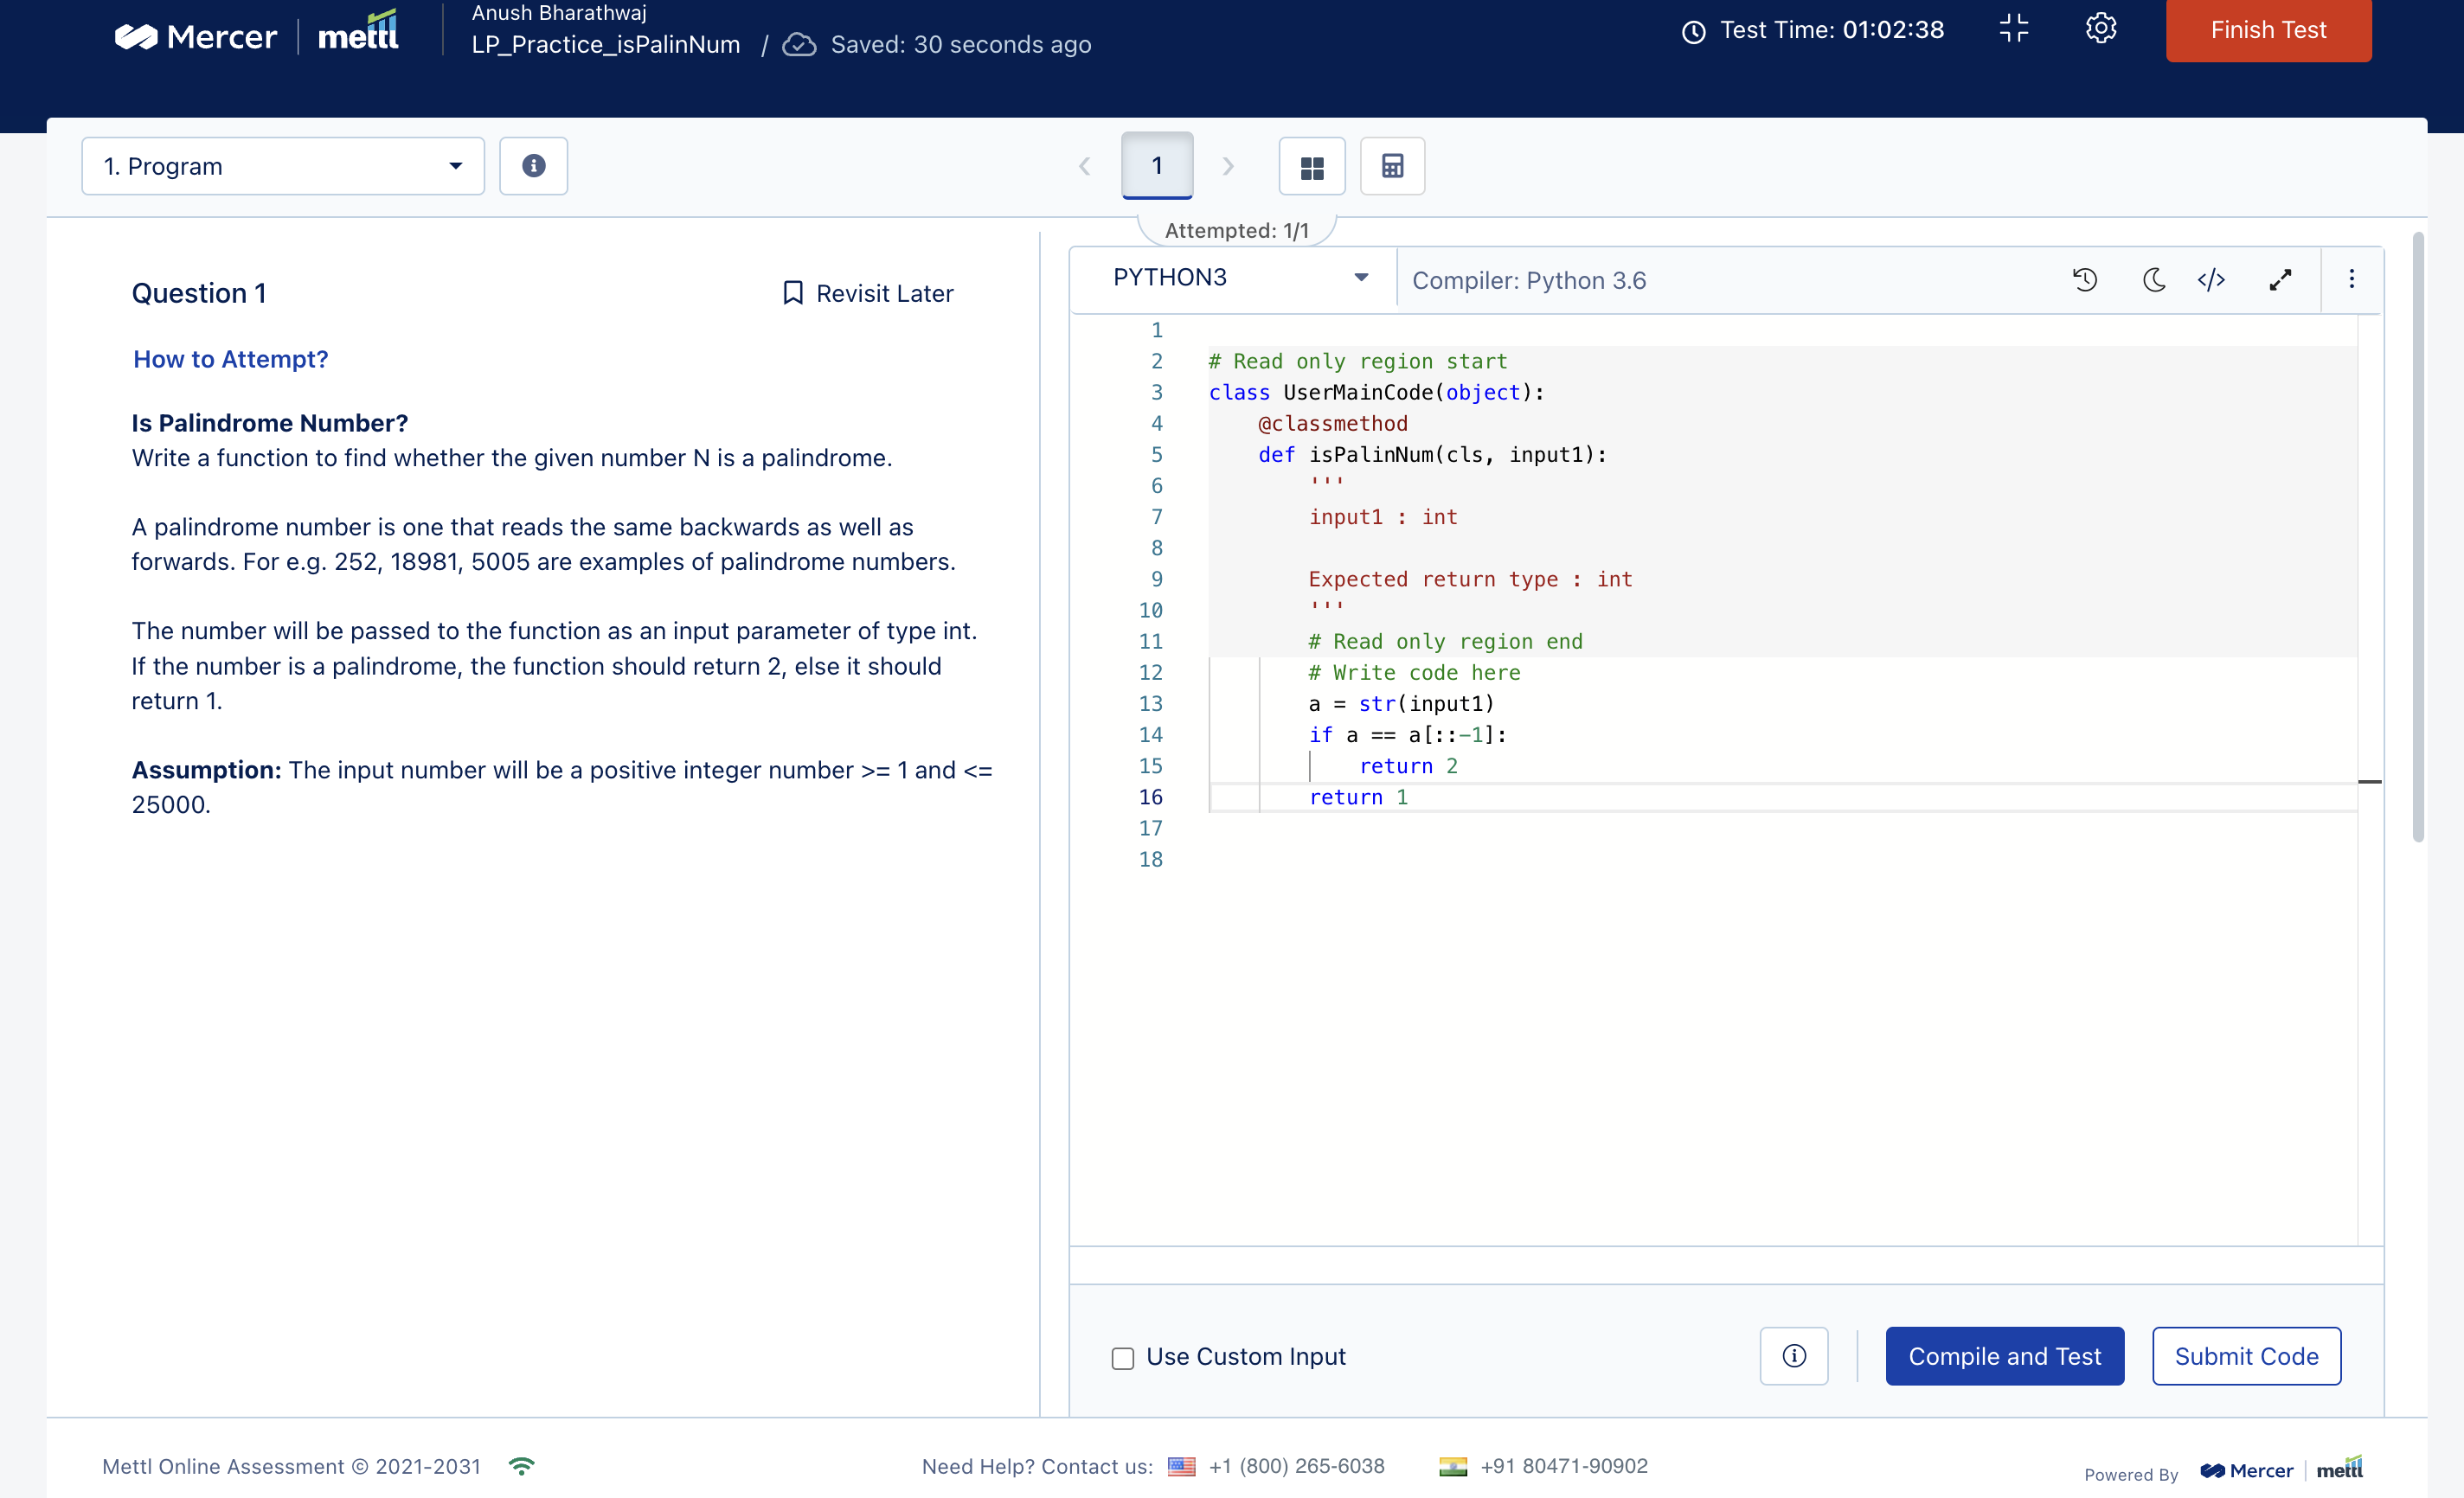 Mercer | mettl
Anush Bharathwaj
LP_Practice_isPalinNum / Saved: 30 seconds ago
Test Time: 01:02:38
Finish Test
1. Program
1
Attempted: 1/1
Question 1
Revisit Later
How to Attempt?
Is Palindrome Number?
Write a function to find whether the given number N is a palindrome.
A palindrome number is one that reads the same backwards as well as
forwards. For e.g. 252, 18981, 5005 are examples of palindrome numbers.
The number will be passed to the function as an input parameter of type int.
If the number is a palindrome, the function should return 2, else it should
return 1.
Assumption: The input number will be a positive integer number >= 1 and <=
25000.
PYTHON3
Compiler: Python 3.6
1
2 # Read only region start
3 class UserMainCode(object):
4     @classmethod
5     def isPalinNum(cls, input1):
6         '''
7         input1 : int
8
9         Expected return type : int
10         '''
11         # Read only region end
12         # Write code here
13         a = str(input1)
14         if a == a[::-1]:
15             return 2
16         return 1
17
18
Use Custom Input
Compile and Test
Submit Code
Mettl Online Assessment © 2021-2031
Need Help? Contact us: +1 (800) 265-6038 +91 80471-90902
Powered By Mercer | mettl